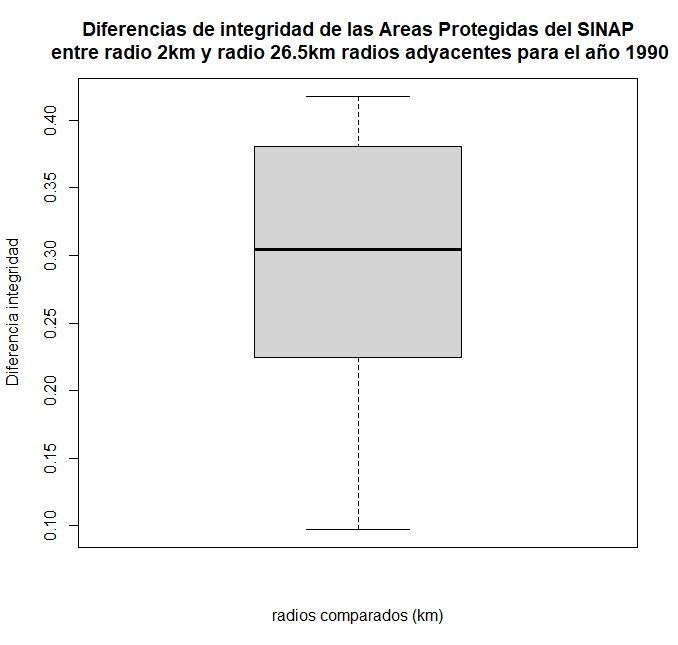 Diferencias de integridad de las Areas Protegidas del SINAP
entre radio 2km y radio 26.5km radios adyacentes para el año 1990
Diferencia integridad
0.40
0.35
0.30
0.25
0.20
0.15
0.10
radios comparados (km)